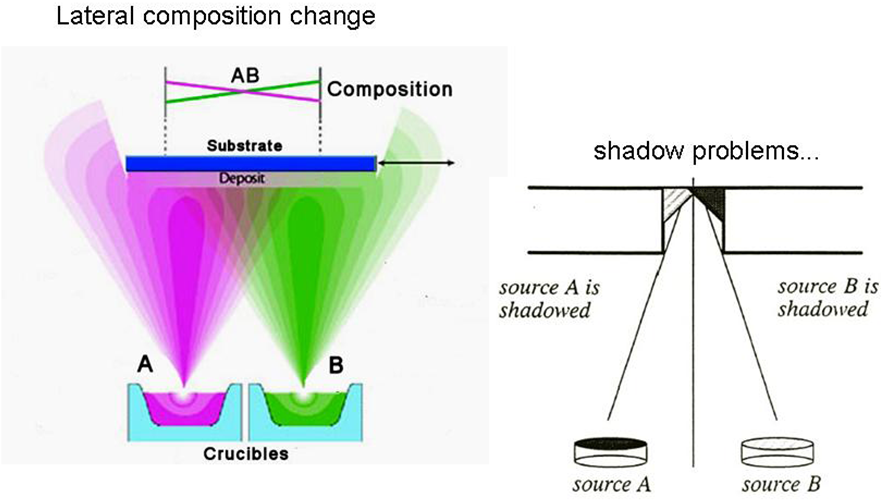 Lateral composition change
AB
Composition
Substrate
Deposit
A
B
Crucibles
shadow problems...
source A is
shadowed
source B is
shadowed
source A
source B